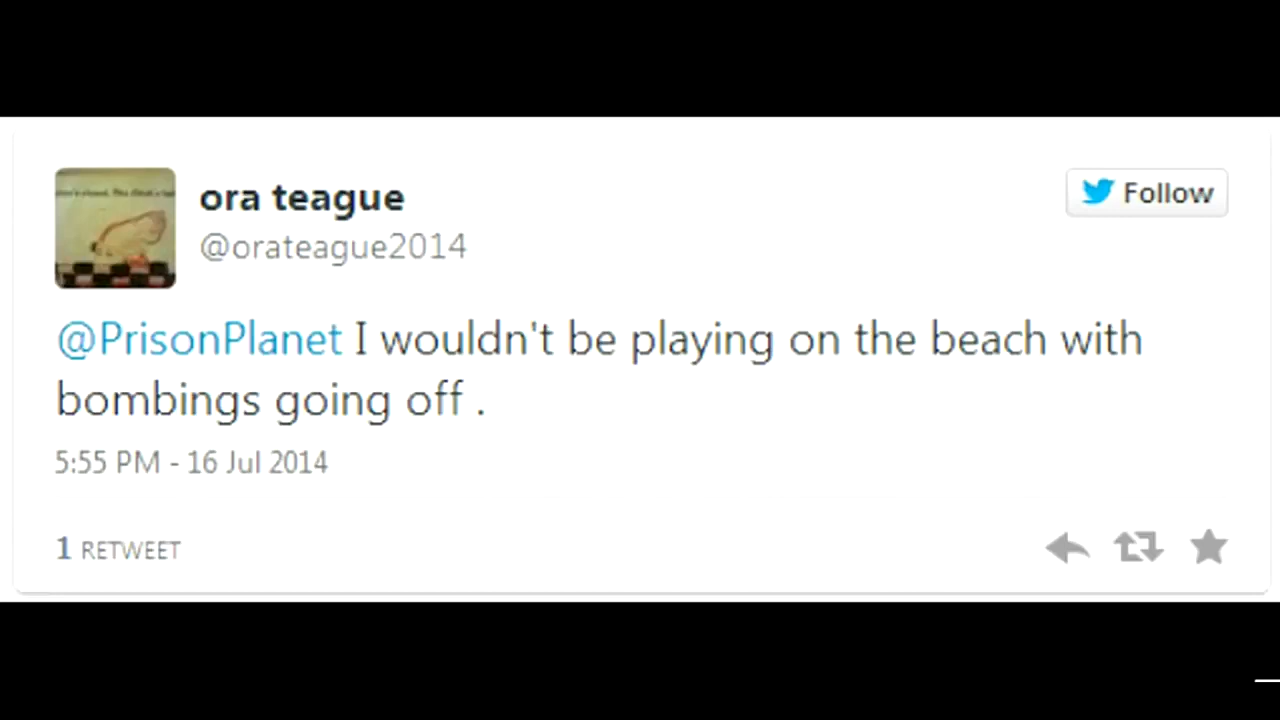 ora teague
Follow
@orateague2014
@PrisonPlanet I wouldn't be playing on the beach with
bombings going off .
5:55 PM - 16 Jul 2014
1 RETWEET